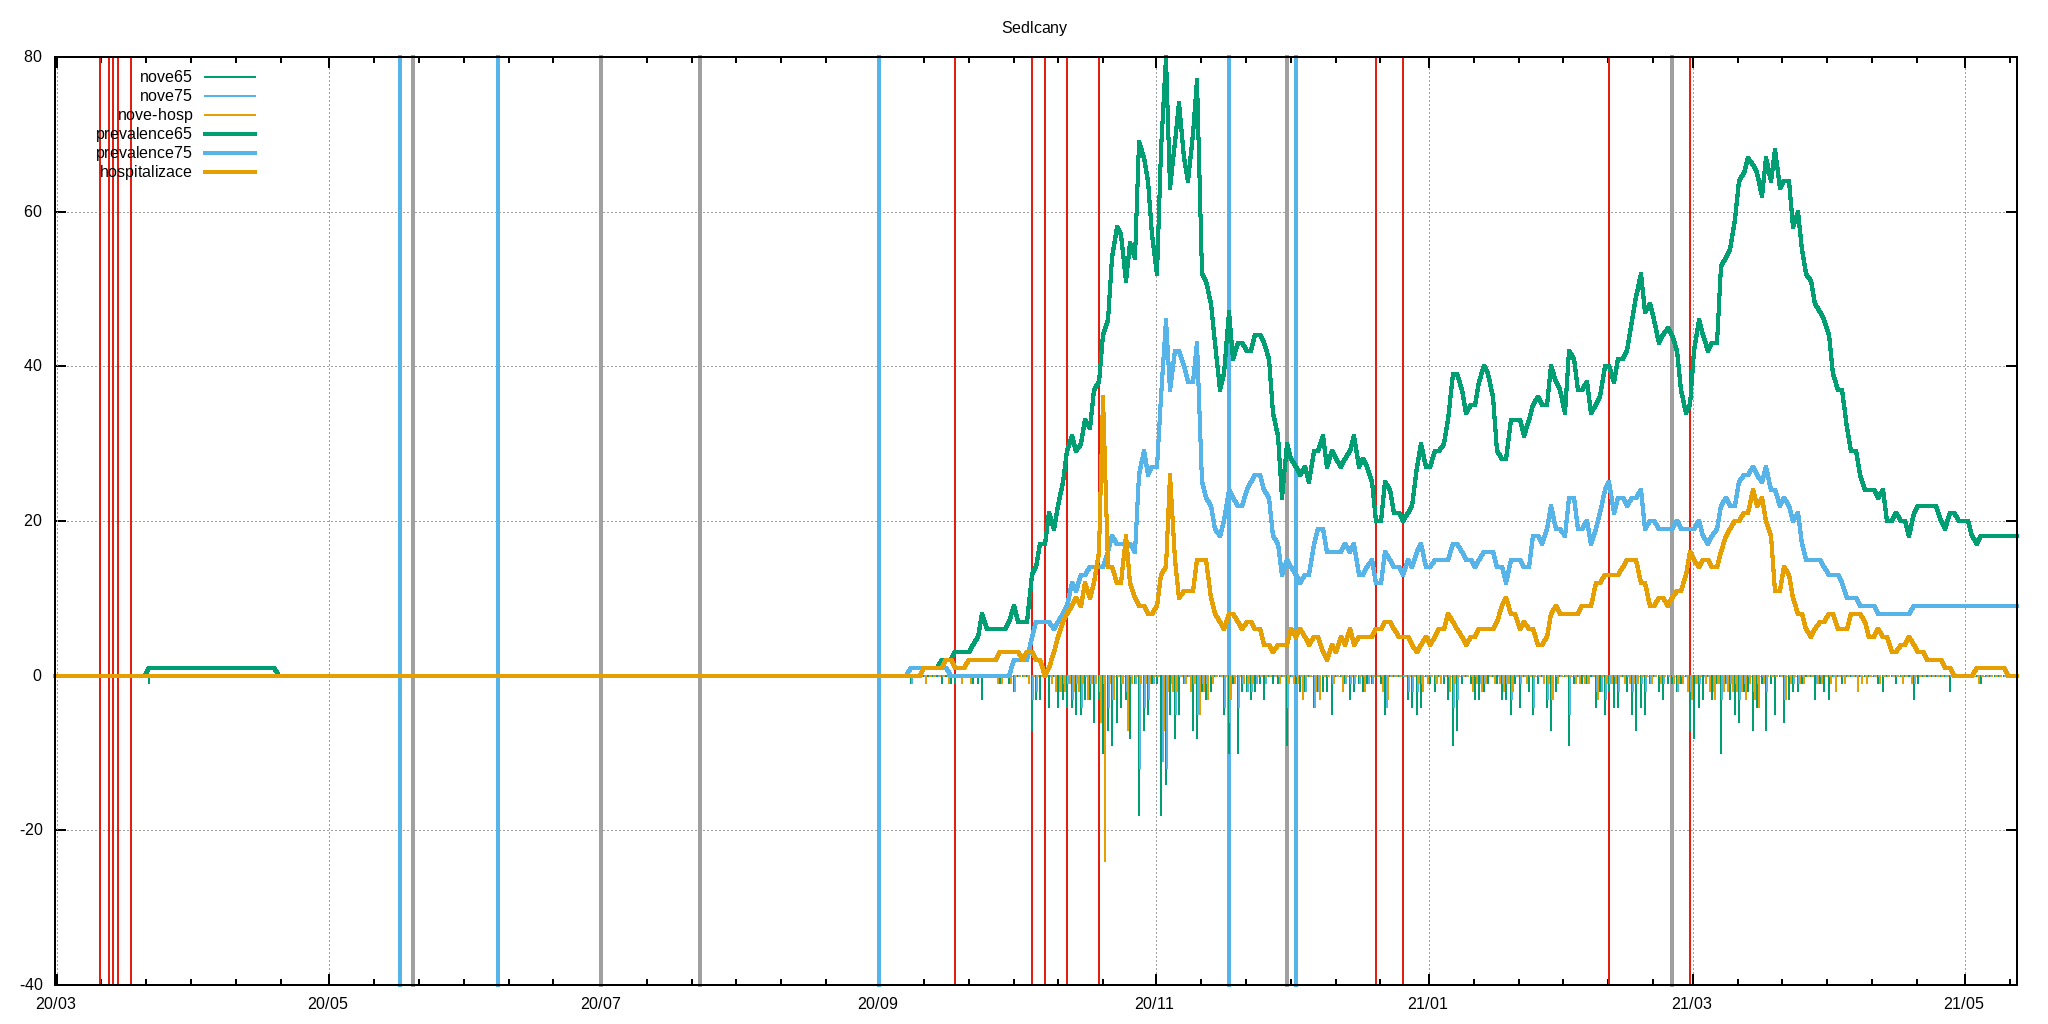 Sedlcany
80
nove65
nove75
nove-hosp
prevalence65
prevalence75
hospitalizace
60
40
20
0
-20
-40
20/03 20/05 20/07 20/09 20/11 21/01 21/03 21/05